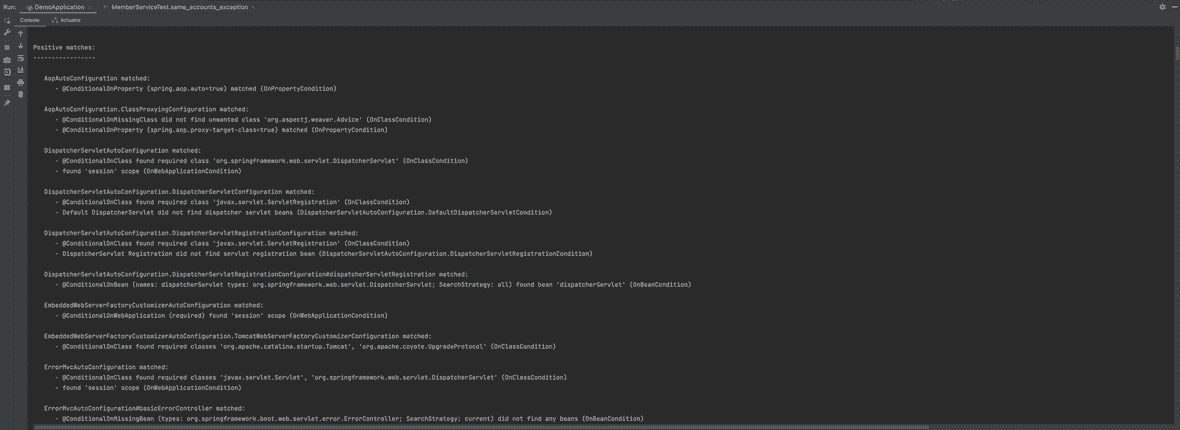 Run: DemoApplication × MemberServiceTest.same_accounts_exception ×
Console Actuator
Positive matches:
-----------------
AopAutoConfiguration matched:
- @ConditionalOnProperty (spring.aop.auto=true) matched (OnPropertyCondition)
AopAutoConfiguration.ClassProxyingConfiguration matched:
- @ConditionalOnMissingClass did not find unwanted class 'org.aspectj.weaver.Advice' (OnClassCondition)
- @ConditionalOnProperty (spring.aop.proxy-target-class=true) matched (OnPropertyCondition)
DispatcherServletAutoConfiguration matched:
- @ConditionalOnClass found required class 'org.springframework.web.servlet.DispatcherServlet' (OnClassCondition)
- found 'session' scope (OnWebApplicationCondition)
DispatcherServletAutoConfiguration.DispatcherServletConfiguration matched:
- @ConditionalOnClass found required class 'javax.servlet.ServletRegistration' (OnClassCondition)
- Default DispatcherServlet did not find dispatcher servlet beans (DispatcherServletAutoConfiguration.DefaultDispatcherServletCondition)
DispatcherServletAutoConfiguration.DispatcherServletRegistrationConfiguration matched:
- @ConditionalOnClass found required class 'javax.servlet.ServletRegistration' (OnClassCondition)
- DispatcherServlet Registration did not find servlet registration bean (DispatcherServletAutoConfiguration.DispatcherServletRegistrationCondition)
DispatcherServletAutoConfiguration.DispatcherServletRegistrationConfiguration#dispatcherServletRegistration matched:
- @ConditionalOnBean (names: dispatcherServlet types: org.springframework.web.servlet.DispatcherServlet; SearchStrategy: all) found bean 'dispatcherServlet' (OnBeanCondition)
EmbeddedWebServerFactoryCustomizerAutoConfiguration matched:
- @ConditionalOnWebApplication (required) found 'session' scope (OnWebApplicationCondition)
EmbeddedWebServerFactoryCustomizerAutoConfiguration.TomcatWebServerFactoryCustomizerConfiguration matched:
- @ConditionalOnClass found required classes 'org.apache.catalina.startup.Tomcat', 'org.apache.coyote.UpgradeProtocol' (OnClassCondition)
ErrorMvcAutoConfiguration matched:
- @ConditionalOnClass found required classes 'javax.servlet.Servlet', 'org.springframework.web.servlet.DispatcherServlet' (OnClassCondition)
- found 'session' scope (OnWebApplicationCondition)
ErrorMvcAutoConfiguration#basicErrorController matched:
- @ConditionalOnMissingBean (types: org.springframework.boot.web.servlet.error.ErrorController; SearchStrategy: current) did not find any beans (OnBeanCondition)